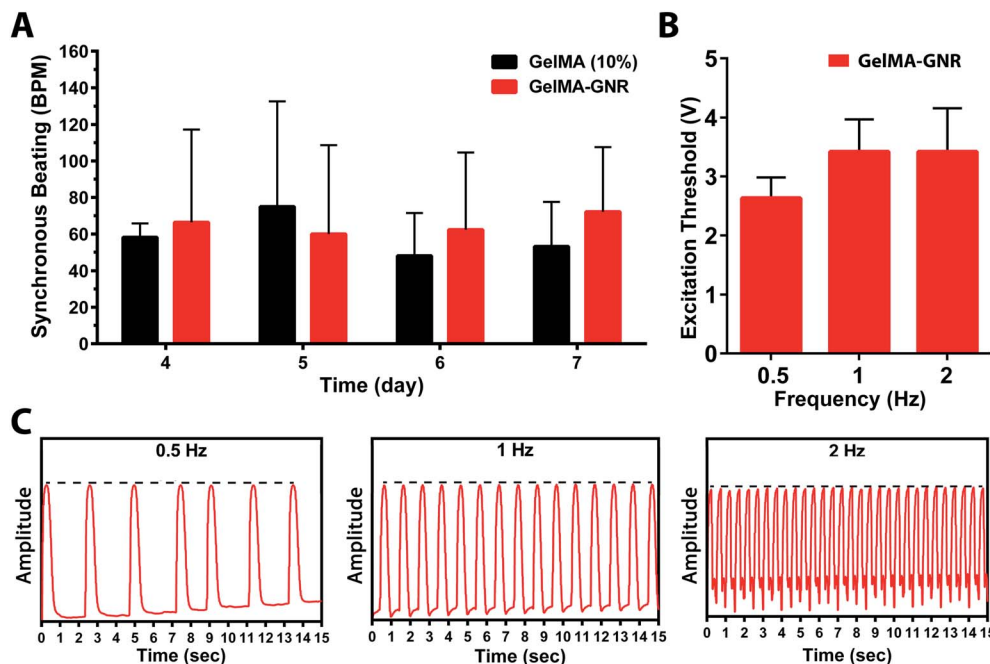 A
Synchronous Beating (BPM)
160
140
120
100
80
60
40
20
0
GelMA (10%)
GelMA-GNR
4 5 6 7
Time (day)
B
Excitation Threshold (V)
5
4
3
2
1
0
GelMA-GNR
0.5 1 2
Frequency (Hz)
C
0.5 Hz
Amplitude
0 1 2 3 4 5 6 7 8 9 10 11 12 13 14 15
Time (sec)
1 Hz
Amplitude
0 1 2 3 4 5 6 7 8 9 10 11 12 13 14 15
Time (sec)
2 Hz
Amplitude
0 1 2 3 4 5 6 7 8 9 10 11 12 13 14 15
Time (sec)